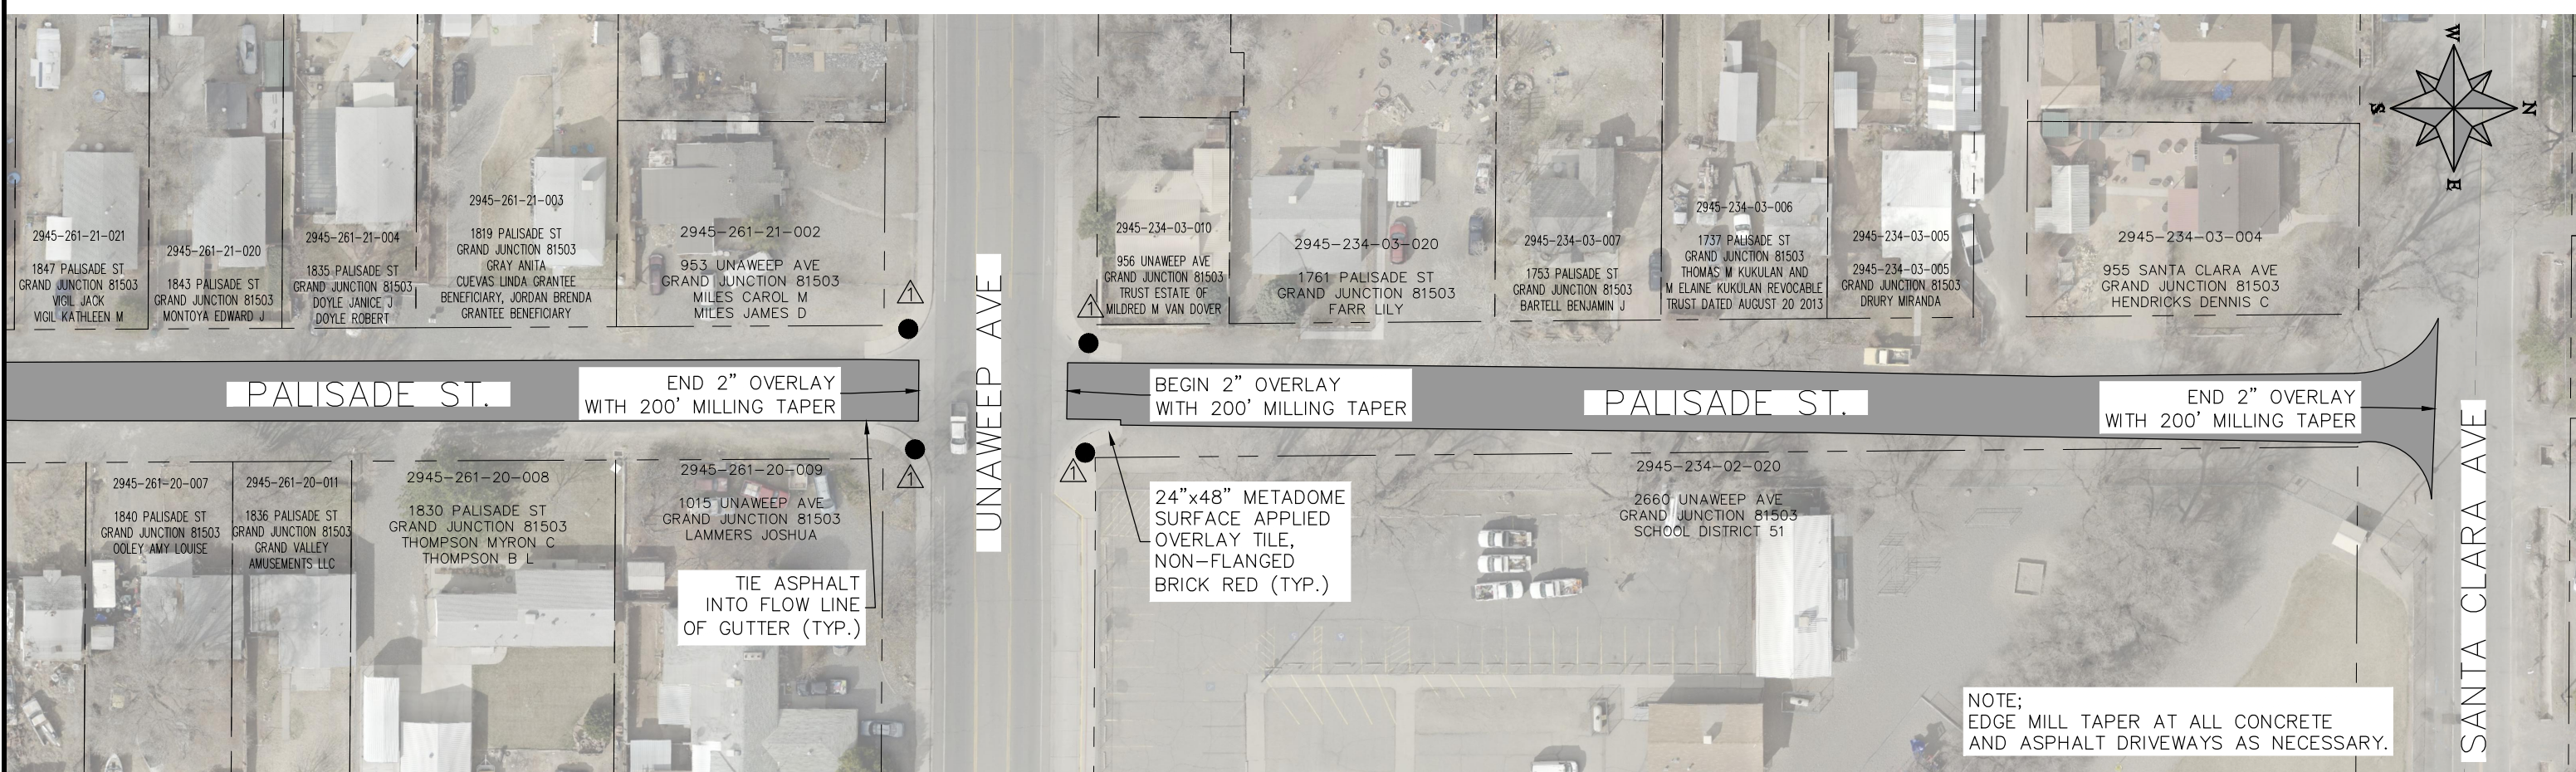 2945-261-21-021
1847 PALISADE ST
GRAND JUNCTION 81503
VIGIL JACK
VIGIL KATHLEEN M
2945-261-21-020
1843 PALISADE ST
GRAND JUNCTION 81503
MONTOYA EDWARD J
2945-261-21-004
1835 PALISADE ST
GRAND JUNCTION 81503
DOYLE JANICE J
DOYLE ROBERT
2945-261-21-003
1819 PALISADE ST
GRAND JUNCTION 81503
GRAY ANITA
CUEVAS LINDA GRANTEE
BENEFICIARY, JORDAN BRENDA
GRANTEE BENEFICIARY
2945-261-21-002
953 UNAWEEP AVE
GRAND JUNCTION 81503
MILES CAROL M
MILES JAMES D
1
1
2945-234-03-010
956 UNAWEEP AVE
GRAND JUNCTION 81503
TRUST ESTATE OF
MILDRED M VAN DOVER
2945-234-03-020
1761 PALISADE ST
GRAND JUNCTION 81503
FARR LILY
2945-234-03-007
1753 PALISADE ST
GRAND JUNCTION 81503
BARTELL BENJAMIN J
2945-234-03-006
1737 PALISADE ST
GRAND JUNCTION 81503
THOMAS M KUKULAN AND
M ELAINE KUKULAN REVOCABLE
TRUST DATED AUGUST 20 2013
2945-234-03-005
2945-234-03-005
GRAND JUNCTION 81503
DRURY MIRANDA
2945-234-03-004
955 SANTA CLARA AVE
GRAND JUNCTION 81503
HENDRICKS DENNIS C
W
S
N
E
PALISADE ST.
END 2" OVERLAY
WITH 200' MILLING TAPER
UNAWEEP AVE
BEGIN 2" OVERLAY
WITH 200' MILLING TAPER
PALISADE ST.
END 2" OVERLAY
WITH 200' MILLING TAPER
SANTA CLARA AVE
2945-261-20-007
1840 PALISADE ST
GRAND JUNCTION 81503
OOLEY AMY LOUISE
2945-261-20-011
1836 PALISADE ST
GRAND JUNCTION 81503
GRAND VALLEY
AMUSEMENTS LLC
2945-261-20-008
1830 PALISADE ST
GRAND JUNCTION 81503
THOMPSON MYRON C
THOMPSON B L
2945-261-20-009
1015 UNAWEEP AVE
GRAND JUNCTION 81503
LAMMERS JOSHUA
1
1
TIE ASPHALT
INTO FLOW LINE
OF GUTTER (TYP.)
24"x48" METADOME
SURFACE APPLIED
OVERLAY TILE,
NON-FLANGED
BRICK RED (TYP.)
2945-234-02-020
2660 UNAWEEP AVE
GRAND JUNCTION 81503
SCHOOL DISTRICT 51
NOTE;
EDGE MILL TAPER AT ALL CONCRETE
AND ASPHALT DRIVEWAYS AS NECESSARY.